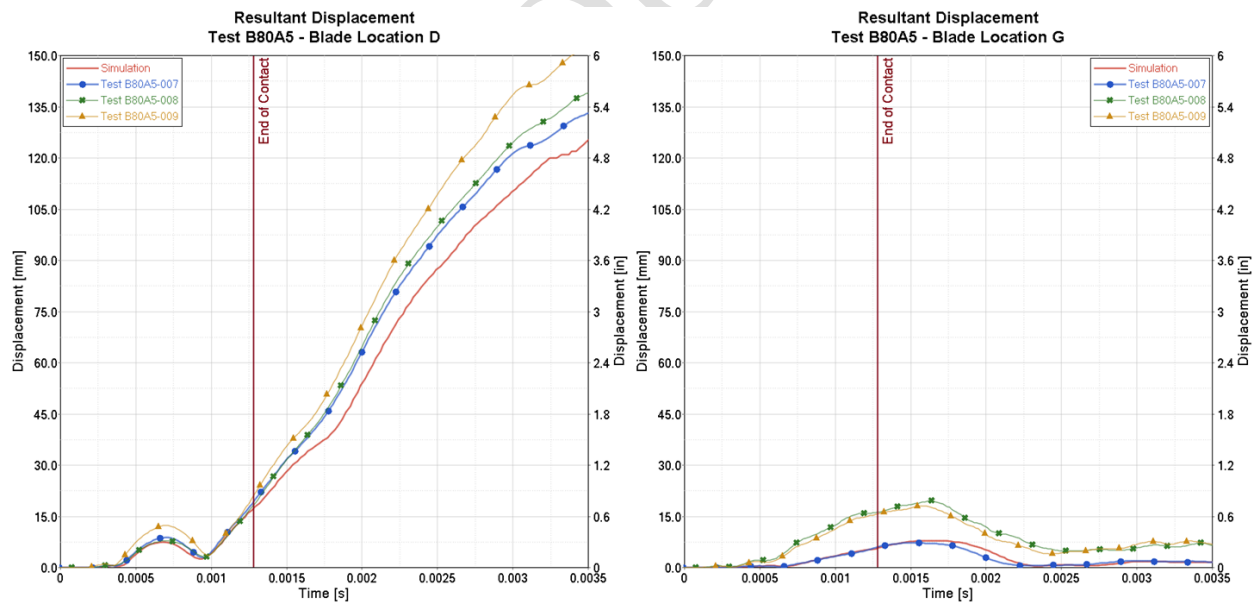 Resultant Displacement
Test B80A5 - Blade Location D
150.0
135.0
120.0
105.0
90.0
75.0
60.0
45.0
30.0
15.0
0.0
Displacement [mm]
Simulation
Test B80A5-007
Test B80A5-008
Test B80A5-009
End of Contact
6
5.4
4.8
4.2
3.6
3
2.4
1.8
1.2
0.6
0
Displacement [in]
0 0.0005 0.001 0.0015 0.002 0.0025 0.003 0.0035
Time [s]
Resultant Displacement
Test B80A5 - Blade Location G
150.0
135.0
120.0
105.0
90.0
75.0
60.0
45.0
30.0
15.0
0.0
Displacement [mm]
End of Contact
Simulation
Test B80A5-007
Test B80A5-008
Test B80A5-009
6
5.4
4.8
4.2
3.6
3
2.4
1.8
1.2
0.6
0
Displacement [in]
0 0.0005 0.001 0.0015 0.002 0.0025 0.003 0.0035
Time [s]